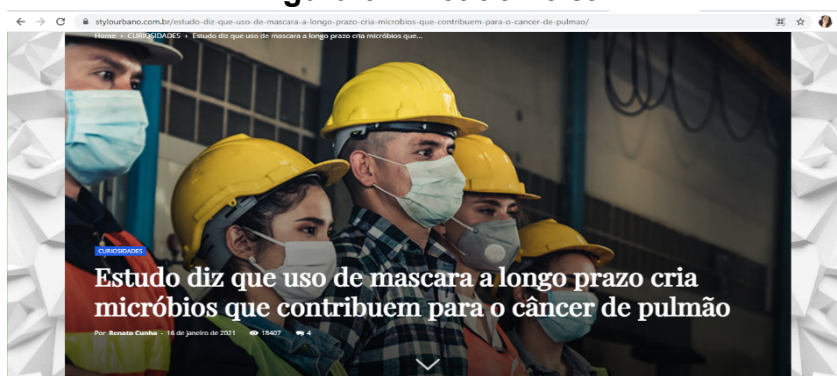 stylourbano.com.br/estudo-diz-que-uso-de-mascara-a-longo-prazo-cria-microbios-que-contribuem-para-o-cancer-de-pulmao/
Home › CURIOSIDADES › Estudo diz que uso de mascara a longo prazo cria micróbios que...
CURIOSIDADES
Estudo diz que uso de mascara a longo prazo cria
micróbios que contribuem para o câncer de pulmão
Por Renata Cunha - 16 de janeiro de 2021 18407 4